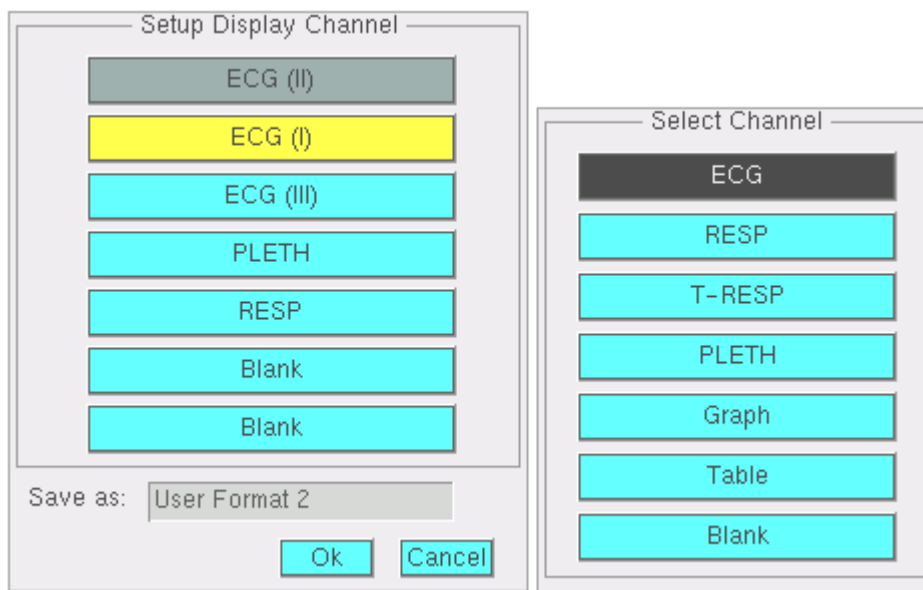 Setup Display Channel
ECG (II)
ECG (I)
ECG (III)
PLETH
RESP
Blank
Blank
Save as: User Format 2
Ok Cancel
Select Channel
ECG
RESP
T-RESP
PLETH
Graph
Table
Blank